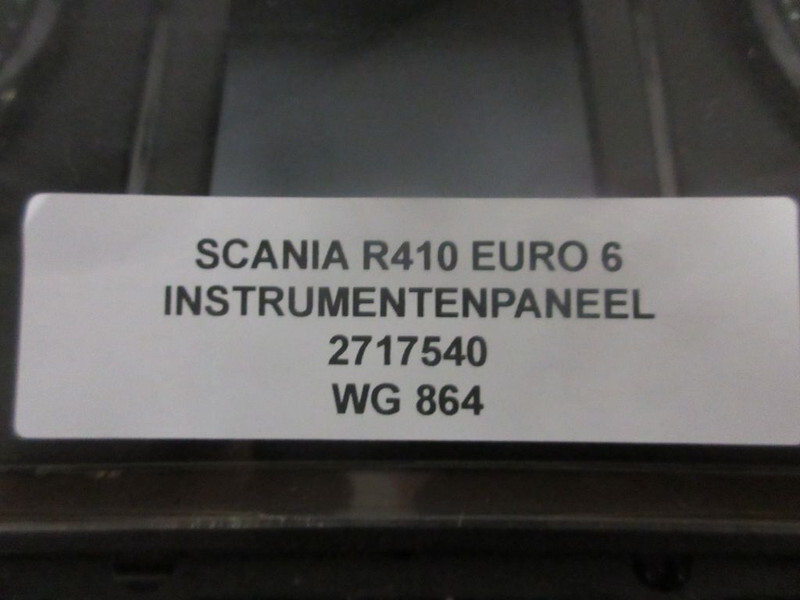 SCANIA R410 EURO 6
INSTRUMENTENPANEEL
2717540
WG 864